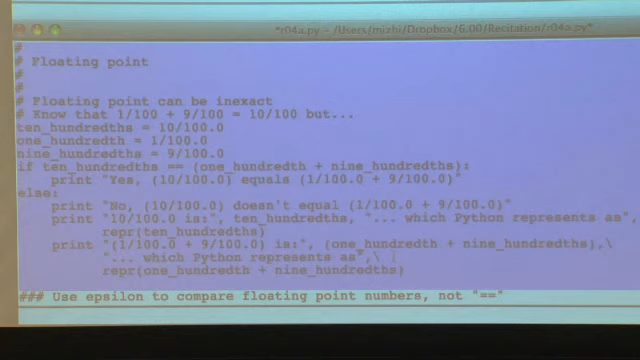 *r04a.py - /Users/mizhi/Dropbox/6.00/Recitation/r04a.py*
#
# Floating point
#
#
# Floating point can be inexact
# Know that 1/100 + 9/100 = 10/100 but...
ten_hundredths = 10/100.0
one_hundredth = 1/100.0
nine_hundredths = 9/100.0
if ten_hundredths == (one_hundredth + nine_hundredths):
    print "Yes, (10/100.0) equals (1/100.0 + 9/100.0)"
else:
    print "No, (10/100.0) doesn't equal (1/100.0 + 9/100.0)"
    print "10/100.0 is:", ten_hundredths, "... which Python represents as",
          repr(ten_hundredths)
    print "(1/100.0 + 9/100.0) is:", (one_hundredth + nine_hundredths),\
          "... which Python represents as",\
          repr(one_hundredth + nine_hundredths)
### Use epsilon to compare floating point numbers, not "=="